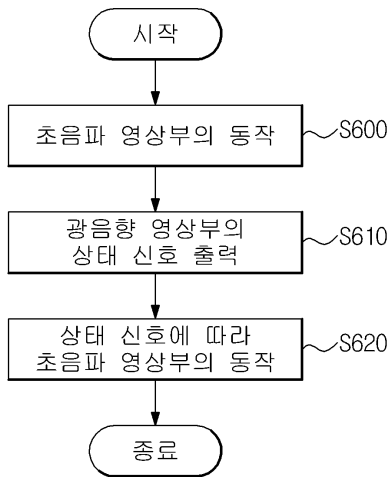 시작
초음파 영상부의 동작
S600
광음향 영상부의
상태 신호 출력
S610
상태 신호에 따라
초음파 영상부의 동작
S620
종료